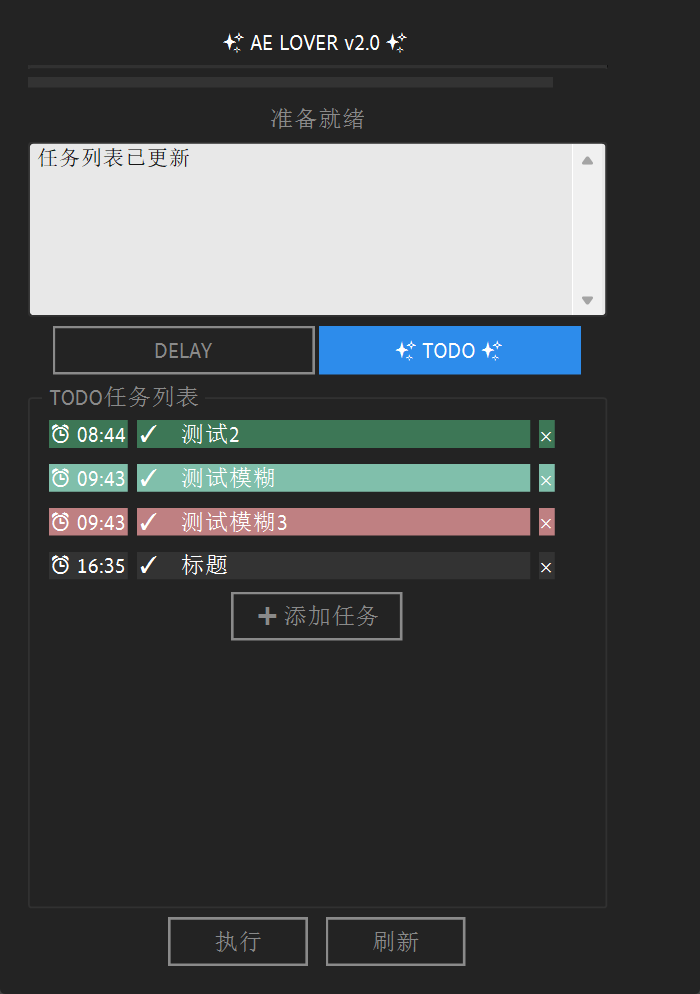 AE LOVER v2.0
准备就绪
任务列表已更新
DELAY TODO
TODO任务列表
08:44 ✓ 测试2 ×
09:43 ✓ 测试模糊 ×
09:43 ✓ 测试模糊3 ×
16:35 ✓ 标题 ×
+ 添加任务
执行 刷新